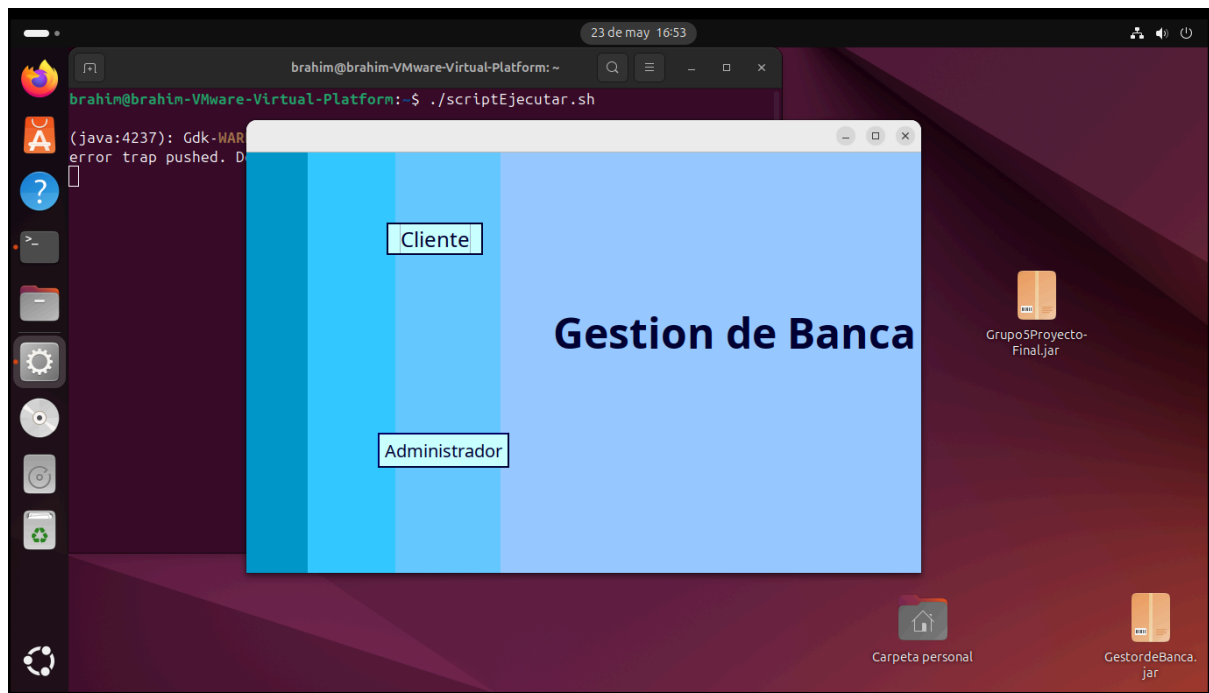 23 de may 16:53
brahim@brahim-VMware-Virtual-Platform: ~
brahim@brahim-VMware-Virtual-Platform:~$ ./scriptEjecutar.sh
(java:4237): Gdk-WAR
error trap pushed. D
Cliente
Gestion de Banca
Administrador
Grupo5Proyecto-
Final.jar
Carpeta personal
GestordeBanca.
jar